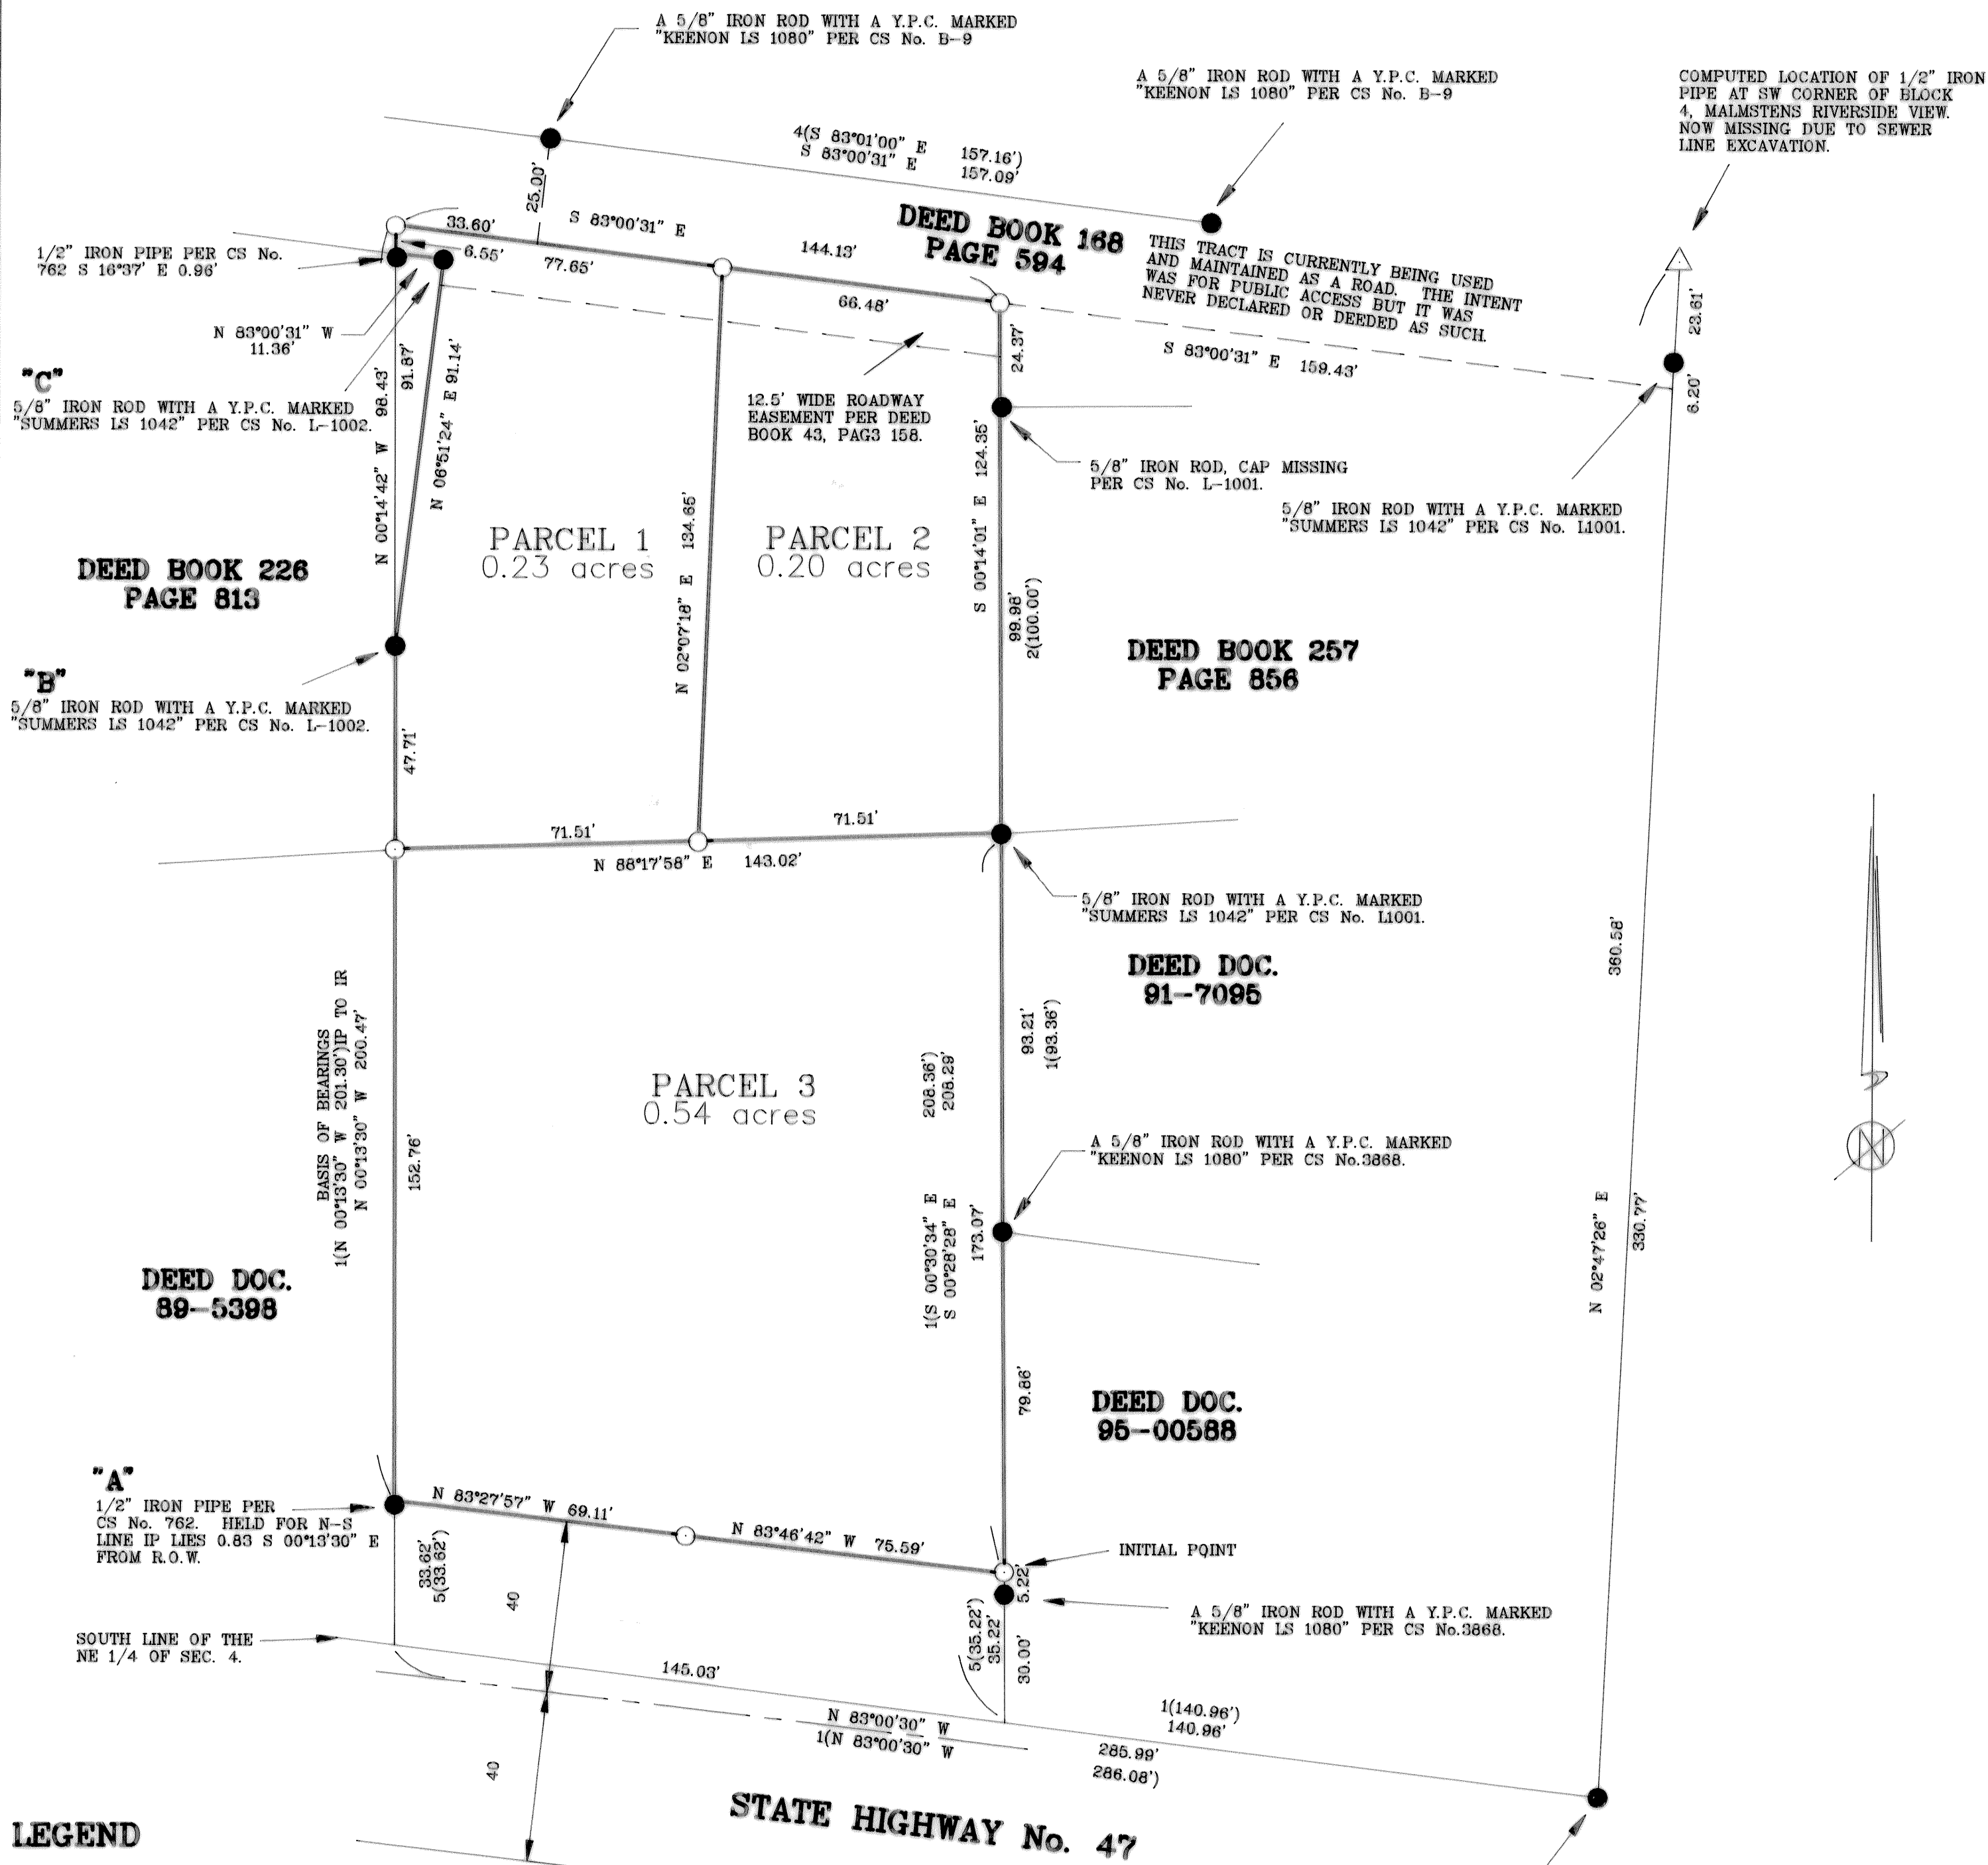 A 5/8" IRON ROD WITH A Y.P.C. MARKED
"KEENON LS 1080" PER CS No. B-9
A 5/8" IRON ROD WITH A Y.P.C. MARKED
"KEENON LS 1080" PER CS No. B-9
COMPUTED LOCATION OF 1/2" IRON
PIPE AT SW CORNER OF BLOCK
4, MALMSTENS RIVERSIDE VIEW.
NOW MISSING DUE TO SEWER
LINE EXCAVATION.
4(S 83°01'00" E 157.16')
S 83°00'31" E 157.09'
25.00'
33.60'
S 83°00'31" E
144.13'
DEED BOOK 168
PAGE 594
THIS TRACT IS CURRENTLY BEING USED
AND MAINTAINED AS A ROAD. THE INTENT
WAS FOR PUBLIC ACCESS BUT IT WAS
NEVER DECLARED OR DEEDED AS SUCH.
1/2" IRON PIPE PER CS No.
762 S 16°37' E 0.96'
6.55'
77.65'
66.48'
S 83°00'31" E 159.43'
23.61'
6.20'
N 83°00'31" W
11.36'
24.37'
"C"
5/8" IRON ROD WITH A Y.P.C. MARKED
"SUMMERS LS 1042" PER CS No. L-1002.
N 00°14'42" W 98.43'
91.87'
N 06°51'24" E 91.14'
12.5' WIDE ROADWAY
EASEMENT PER DEED
BOOK 43, PAG3 158.
5/8" IRON ROD, CAP MISSING
PER CS No. L-1001.
5/8" IRON ROD WITH A Y.P.C. MARKED
"SUMMERS LS 1042" PER CS No. L1001.
PARCEL 1
0.23 acres
N 02°07'18" E 134.65'
PARCEL 2
0.20 acres
S 00°14'01" E 124.35'
99.98'
2(100.00')
DEED BOOK 226
PAGE 813
DEED BOOK 257
PAGE 856
"B"
5/8" IRON ROD WITH A Y.P.C. MARKED
"SUMMERS LS 1042" PER CS No. L-1002.
47.71'
71.51'
71.51'
N 88°17'58" E 143.02'
5/8" IRON ROD WITH A Y.P.C. MARKED
"SUMMERS LS 1042" PER CS No. L1001.
DEED DOC.
91-7095
360.58'
BASIS OF BEARINGS
1(N 00°13'30" W 201.30')IP TO IR
N 00°13'30" W 200.47'
152.76'
PARCEL 3
0.54 acres
208.36')
208.29'
93.21'
1(93.36')
A 5/8" IRON ROD WITH A Y.P.C. MARKED
"KEENON LS 1080" PER CS No.3868.
1(S 00°30'34" E
S 00°28'28" E
173.07'
N 02°47'26" E
330.77'
N
DEED DOC.
89-5398
79.86'
DEED DOC.
95-00588
"A"
1/2" IRON PIPE PER
CS No. 762. HELD FOR N-S
LINE IP LIES 0.83 S 00°13'30" E
FROM R.O.W.
N 83°27'57" W 69.11'
N 83°46'42" W 75.59'
INITIAL POINT
33.62'
5(33.62')
40
5.22'
5(35.22')
35.22'
30.00'
A 5/8" IRON ROD WITH A Y.P.C. MARKED
"KEENON LS 1080" PER CS No.3868.
SOUTH LINE OF THE
NE 1/4 OF SEC. 4.
145.03'
N 83°00'30" W
1(N 83°00'30" W
1(140.96')
140.96'
285.99'
286.08')
40
STATE HIGHWAY No. 47
LEGEND